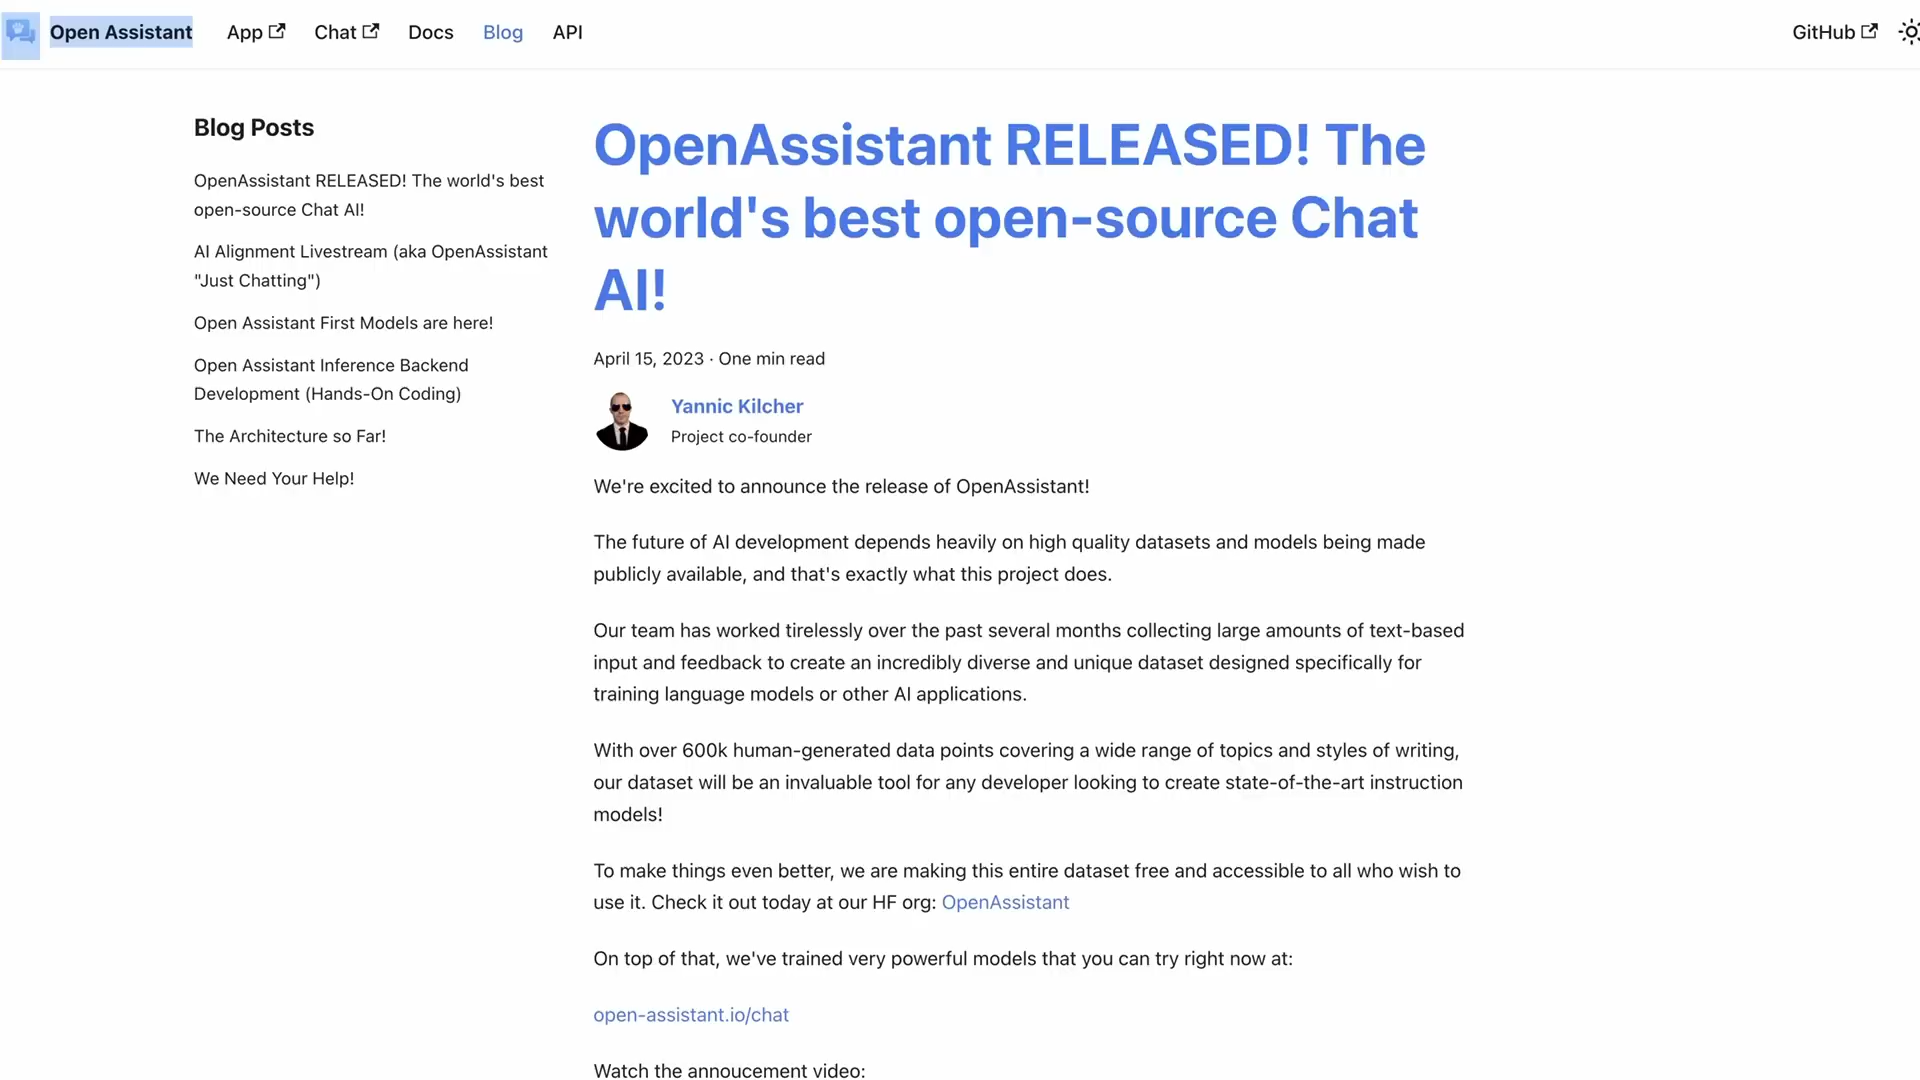 Open Assistant App Chat Docs Blog API GitHub
Blog Posts
OpenAssistant RELEASED! The world's best
open-source Chat AI!
AI Alignment Livestream (aka OpenAssistant
"Just Chatting")
Open Assistant First Models are here!
Open Assistant Inference Backend
Development (Hands-On Coding)
The Architecture so Far!
We Need Your Help!
OpenAssistant RELEASED! The
world's best open-source Chat
AI!
April 15, 2023 · One min read
Yannic Kilcher
Project co-founder
We're excited to announce the release of OpenAssistant!
The future of AI development depends heavily on high quality datasets and models being made
publicly available, and that's exactly what this project does.
Our team has worked tirelessly over the past several months collecting large amounts of text-based
input and feedback to create an incredibly diverse and unique dataset designed specifically for
training language models or other AI applications.
With over 600k human-generated data points covering a wide range of topics and styles of writing,
our dataset will be an invaluable tool for any developer looking to create state-of-the-art instruction
models!
To make things even better, we are making this entire dataset free and accessible to all who wish to
use it. Check it out today at our HF org: OpenAssistant
On top of that, we've trained very powerful models that you can try right now at:
open-assistant.io/chat
Watch the annoucement video: